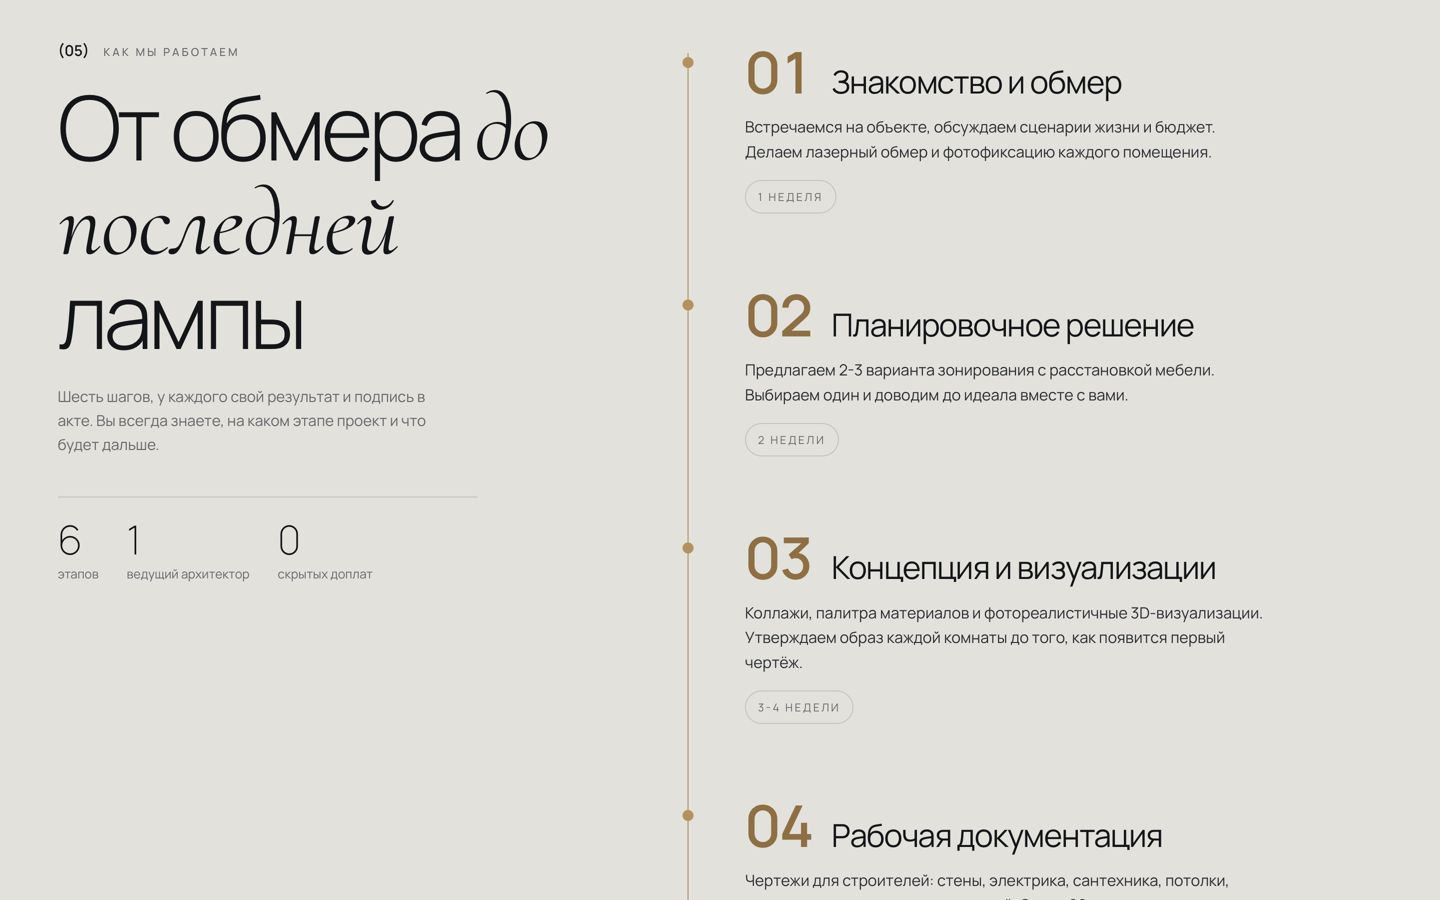 (05) КАК МЫ РАБОТАЕМ
От обмера до
последней
лампы
Шесть шагов, у каждого свой результат и подпись в
акте. Вы всегда знаете, на каком этапе проект и что
будет дальше.
6
этапов
1
ведущий архитектор
0
скрытых доплат
01 Знакомство и обмер
Встречаемся на объекте, обсуждаем сценарии жизни и бюджет.
Делаем лазерный обмер и фотофиксацию каждого помещения.
1 НЕДЕЛЯ
02 Планировочное решение
Предлагаем 2-3 варианта зонирования с расстановкой мебели.
Выбираем один и доводим до идеала вместе с вами.
2 НЕДЕЛИ
03 Концепция и визуализации
Коллажи, палитра материалов и фотореалистичные 3D-визуализации.
Утверждаем образ каждой комнаты до того, как появится первый
чертёж.
3-4 НЕДЕЛИ
04 Рабочая документация
Чертежи для строителей: стены, электрика, сантехника, потолки,